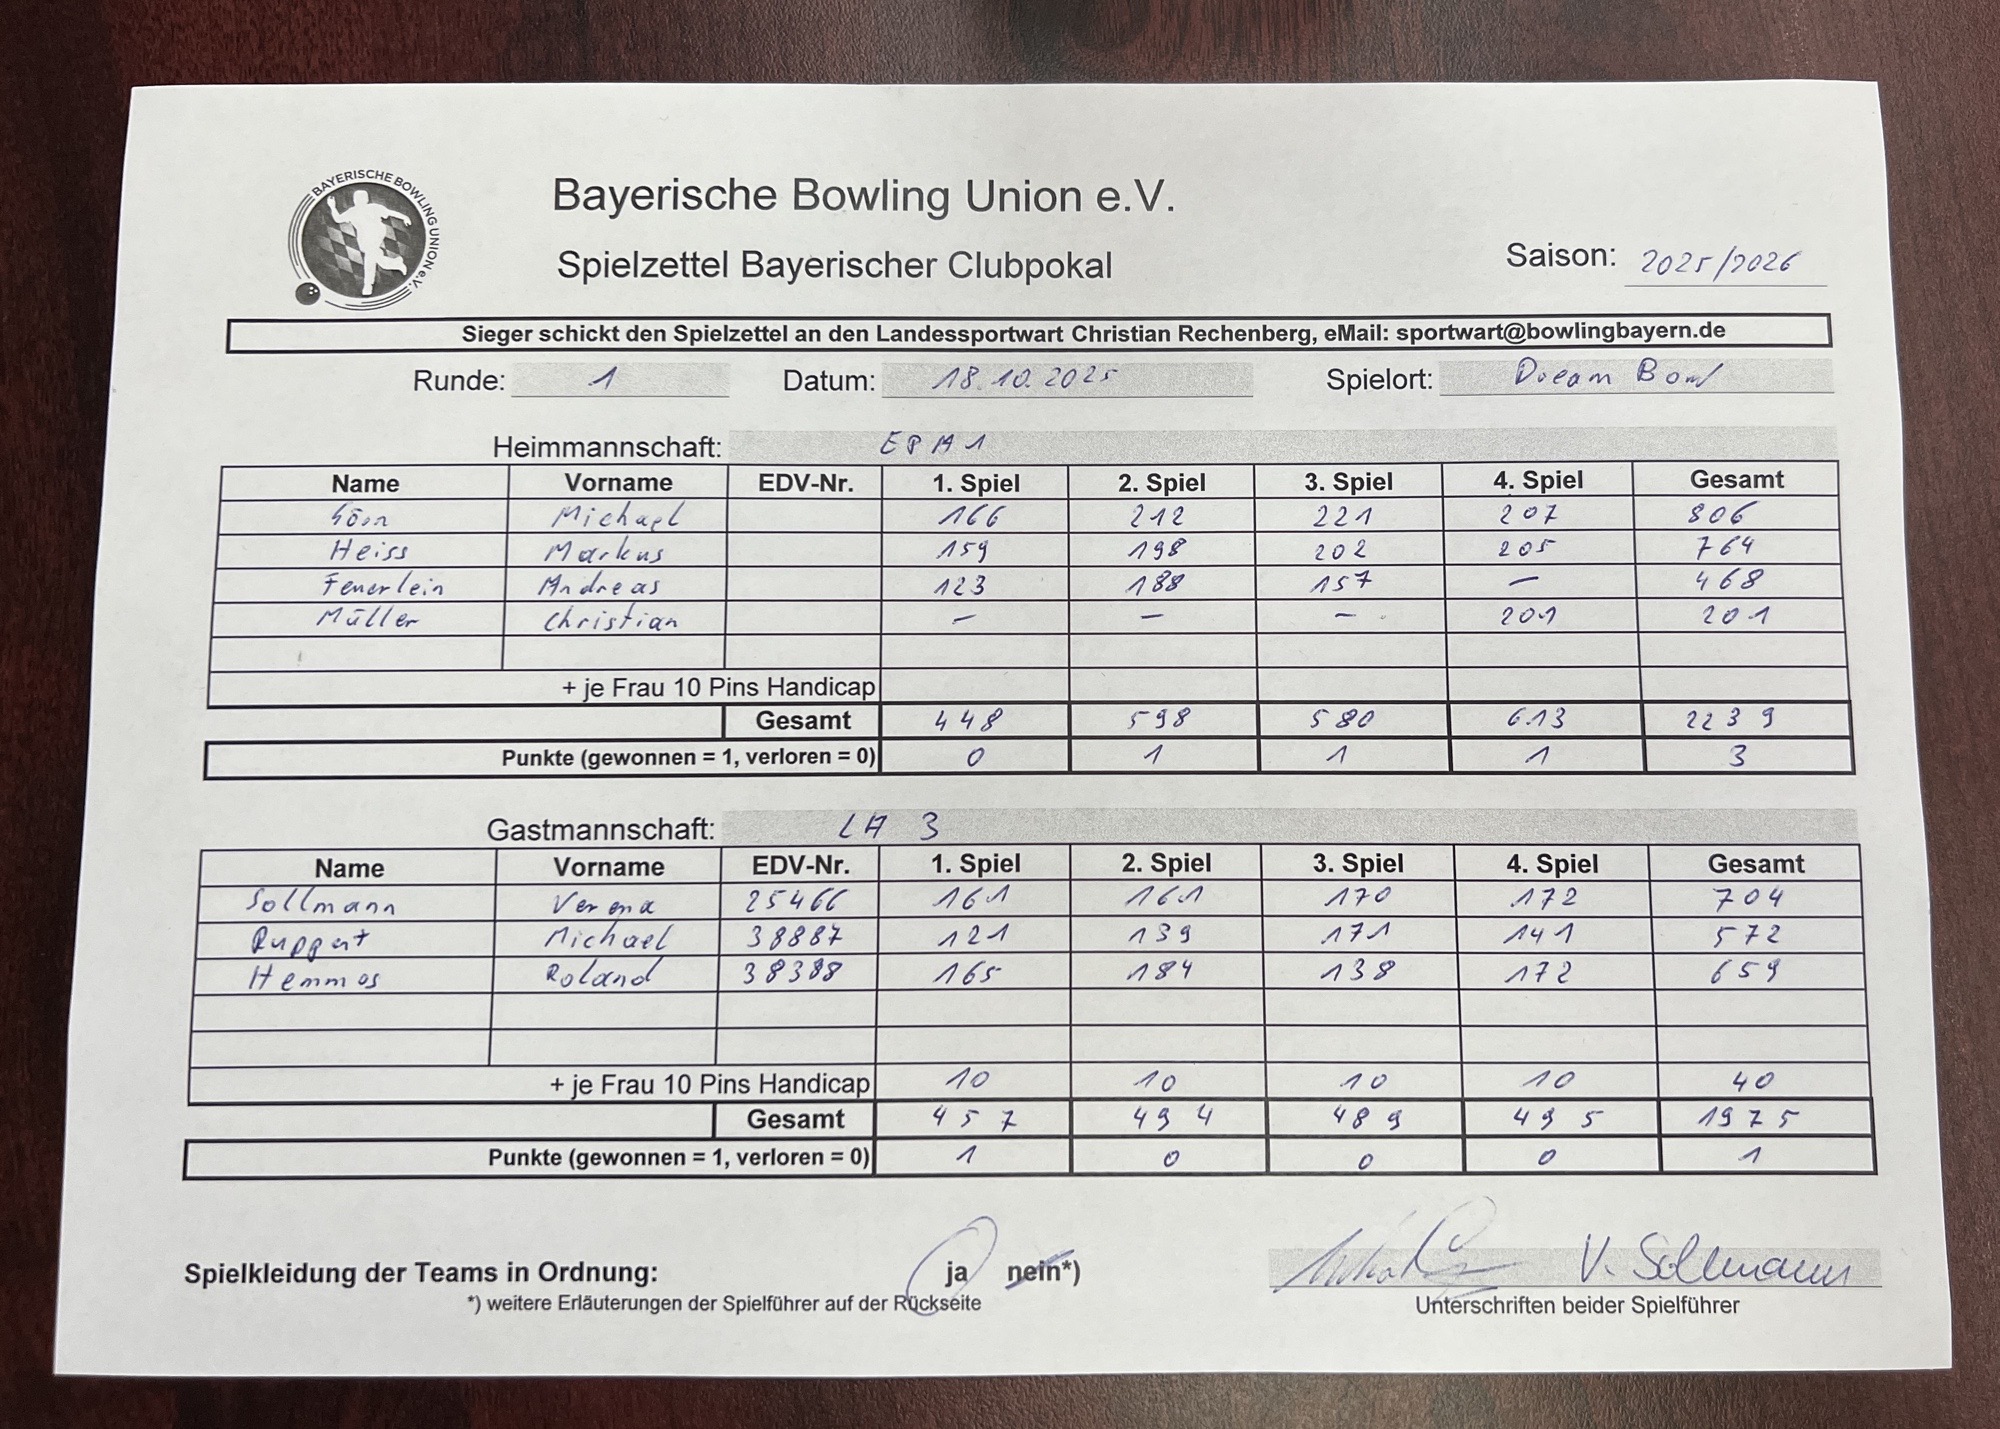 BAYERISCHE BOWLING UNION e.V.
Bayerische Bowling Union e.V.
Spielzettel Bayerischer Clubpokal
Saison: 2025/2026
Sieger schickt den Spielzettel an den Landessportwart Christian Rechenberg, eMail: sportwart@bowlingbayern.de
Runde: 1 Datum: 18.10.2025 Spielort: Dream Bowl
Heimmannschaft: EPA 1
Name Vorname EDV-Nr. 1. Spiel 2. Spiel 3. Spiel 4. Spiel Gesamt
Michael 166 212 221 207 806
Heiss Markus 159 198 202 205 764
Feuerlein Andreas 123 188 157 – 468
Müller Christian – – – 201 201
+ je Frau 10 Pins Handicap
Gesamt 448 598 580 613 2239
Punkte (gewonnen = 1, verloren = 0) 0 1 1 1 3
Gastmannschaft: LA 3
Name Vorname EDV-Nr. 1. Spiel 2. Spiel 3. Spiel 4. Spiel Gesamt
Sollmann Verena 25466 161 161 170 172 704
Ruppert Michael 38887 121 139 171 141 572
Hemmos Roland 38388 165 184 138 172 659
+ je Frau 10 Pins Handicap 10 10 10 10 40
Gesamt 457 494 489 495 1975
Punkte (gewonnen = 1, verloren = 0) 1 0 0 0 1
Spielkleidung der Teams in Ordnung: ja nein*) V. Sollmann
*) weitere Erläuterungen der Spielführer auf der Rückseite Unterschriften beider Spielführer